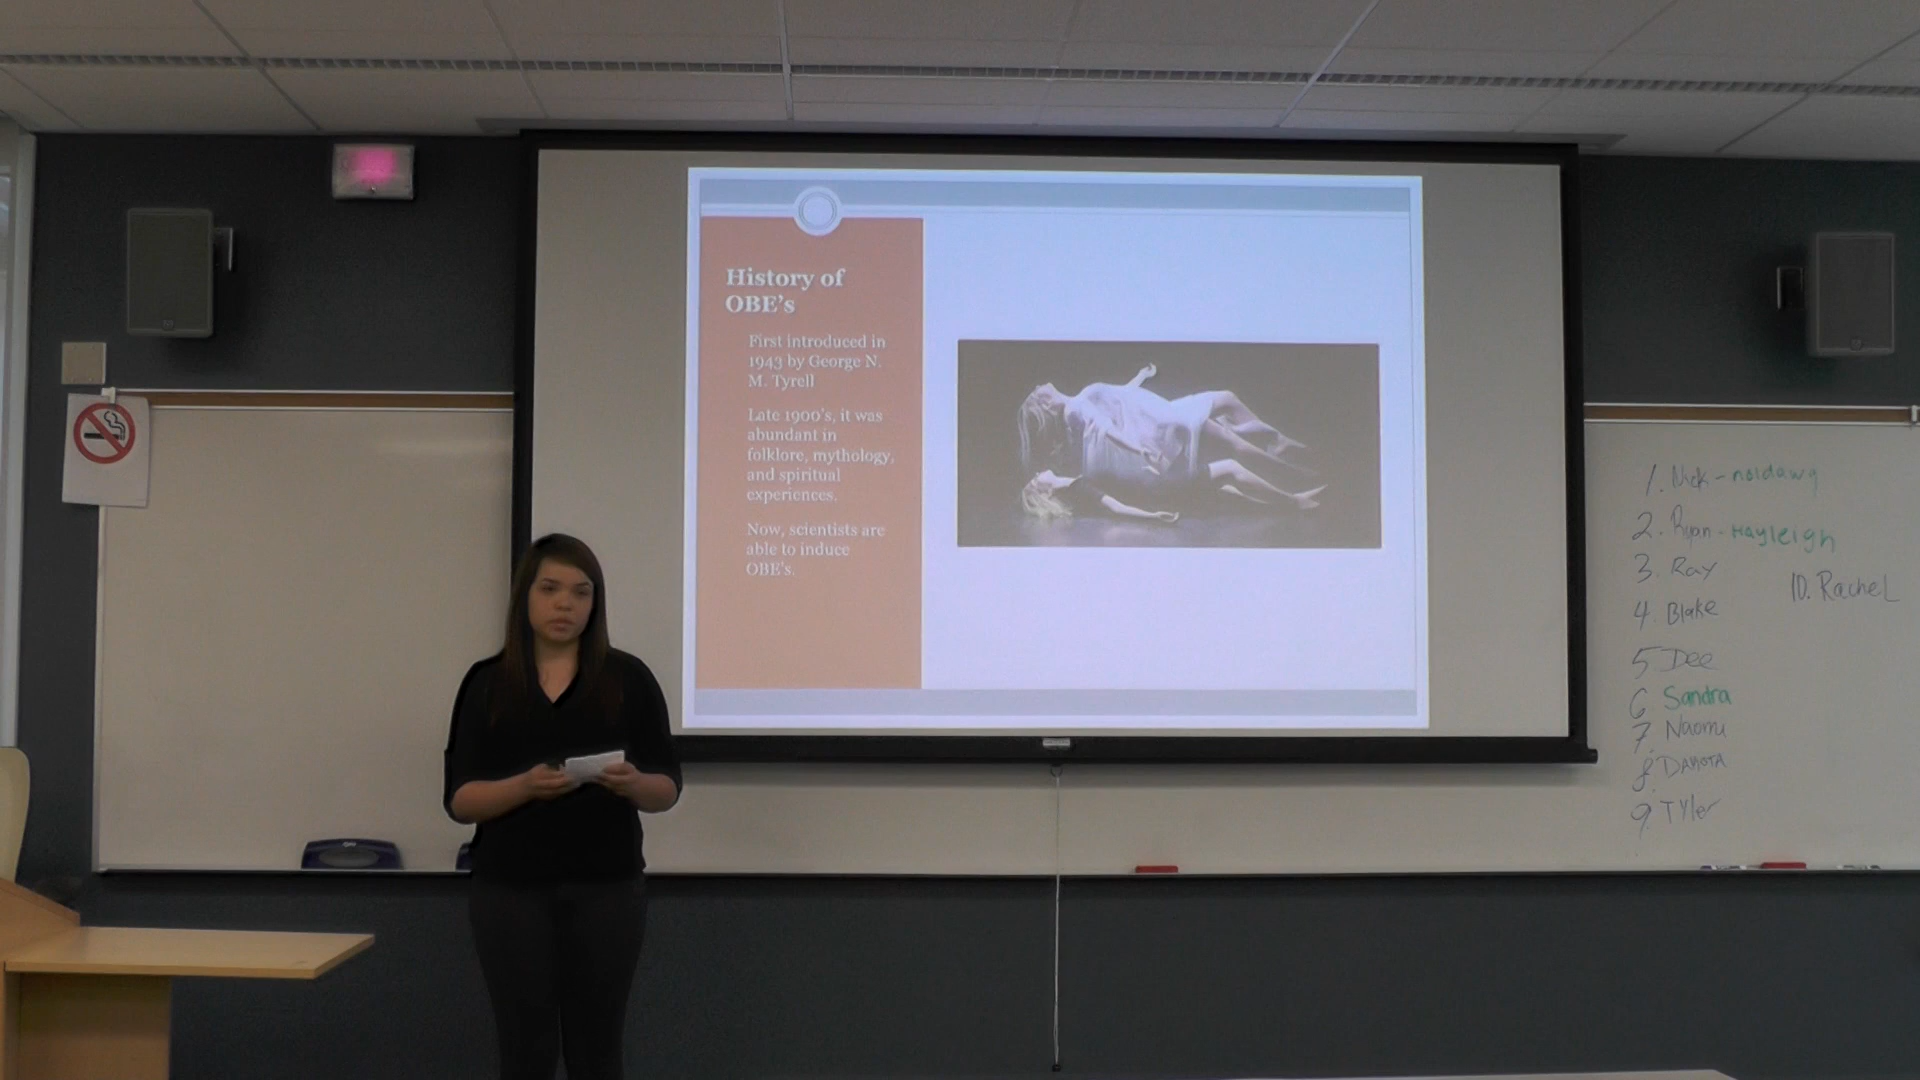 History of
OBE's
First introduced in
1943 by George N.
M. Tyrell
Late 1900's, it was
abundant in
folklore, mythology,
and spiritual
experiences.
Now, scientists are
able to induce
OBE's.
1. Nick - noidawg
2. Ryan - Hayleigh
3. Ray
4. Blake
5 Dee
6 Sandra
7. Naomi
8. DAKOTA
9. TYler
10. Rachel